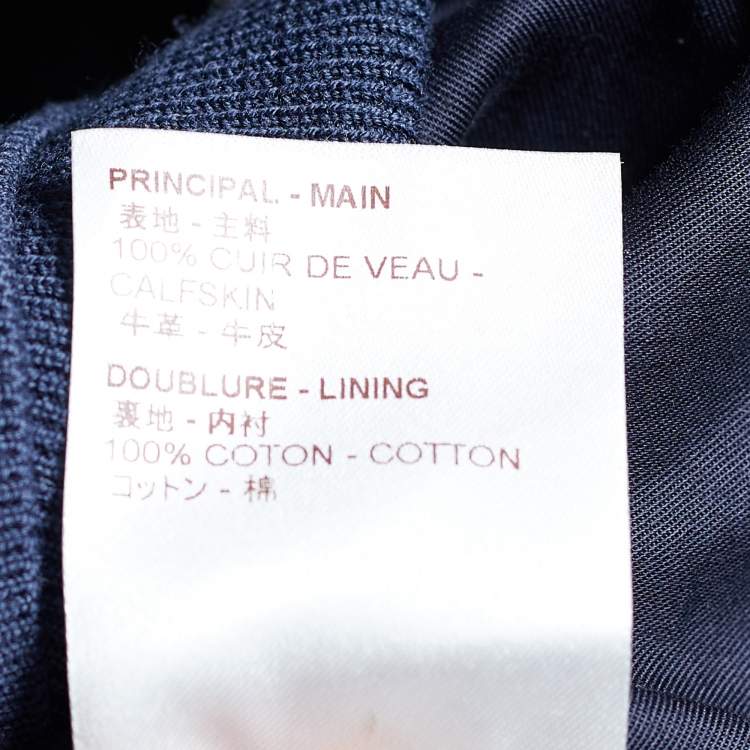 PRINCIPAL - MAIN
表地 - 主料
100% CUIR DE VEAU -
CALFSKIN
牛革 - 牛皮
DOUBLURE - LINING
裏地 - 内衬
100% COTON - COTTON
コットン - 棉